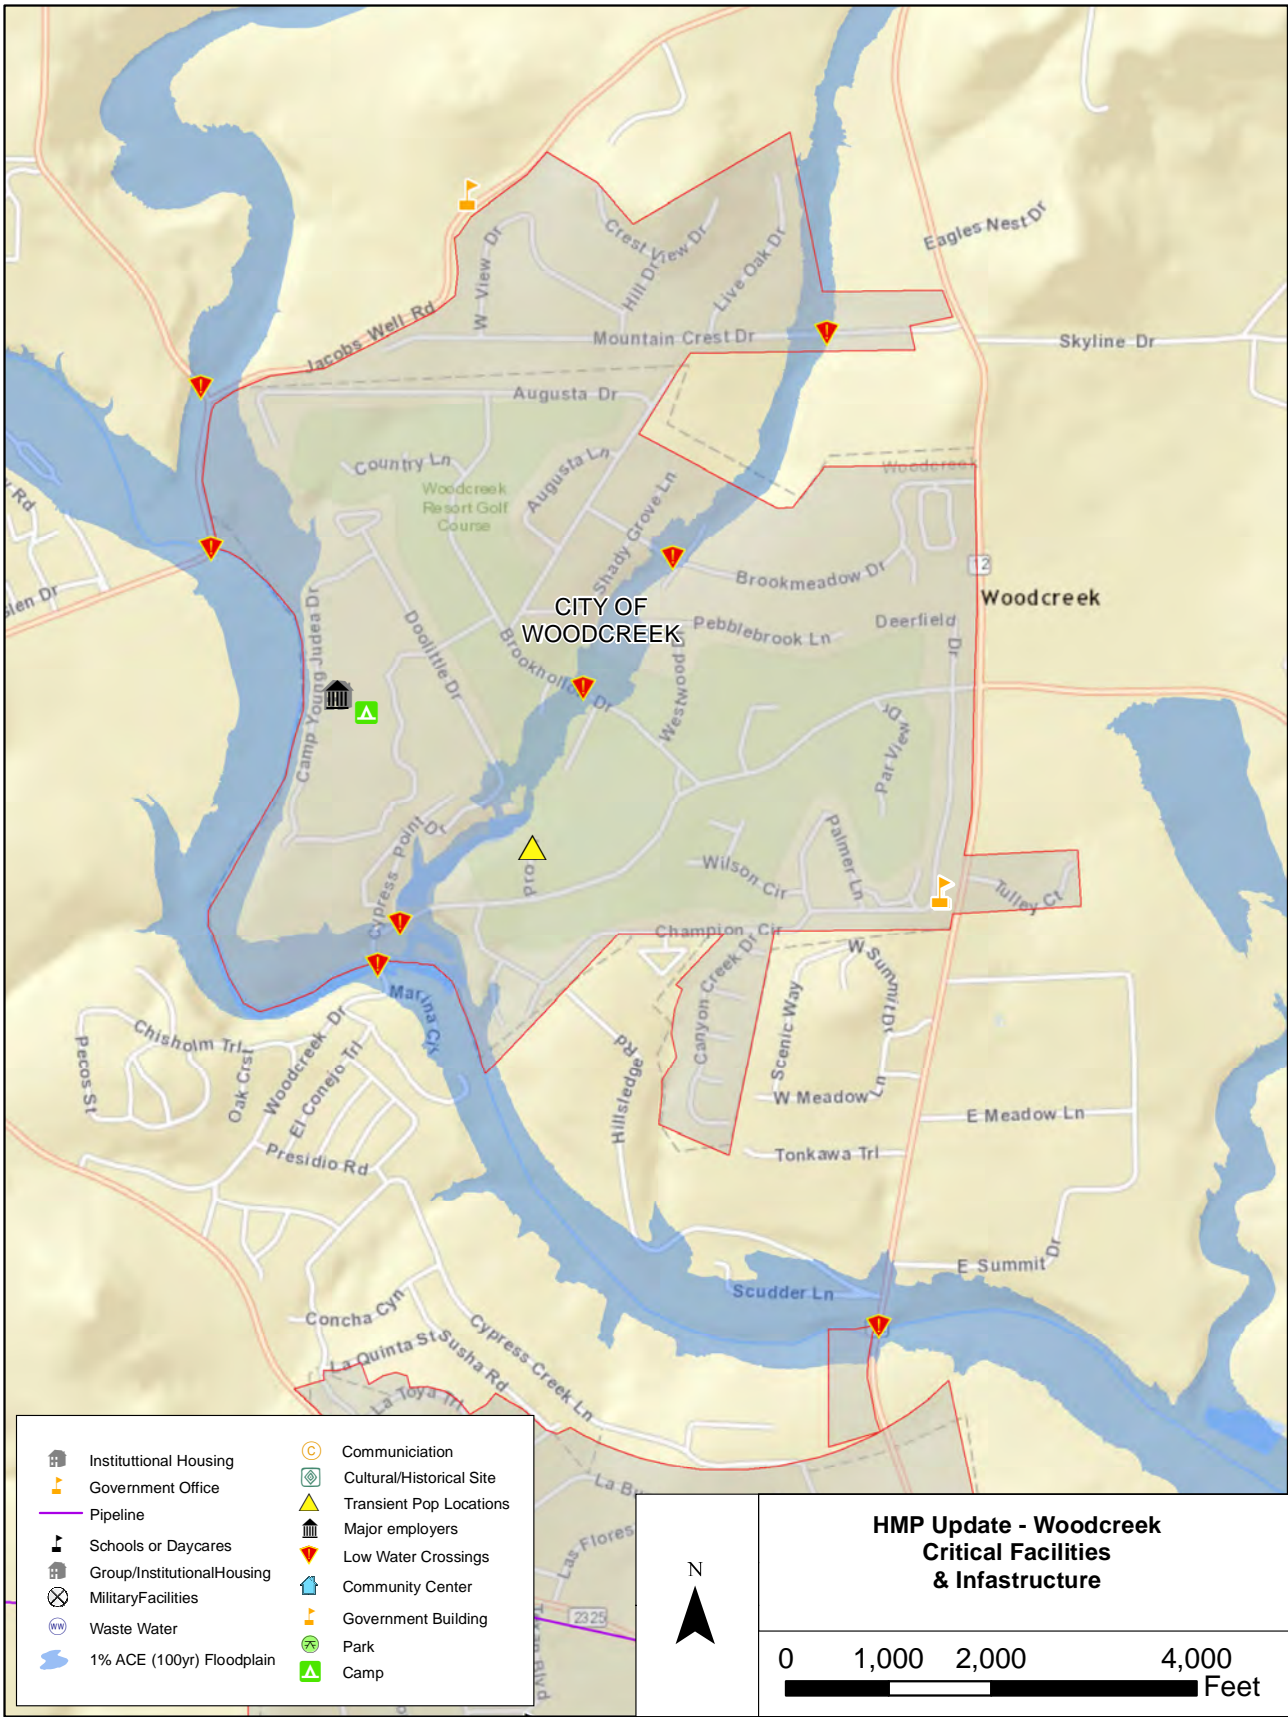 Eagles Nest Dr
Crest View Dr
W View Dr
Hill Dr
Live Oak Dr
Jacobs Well Rd
Mountain Crest Dr
Skyline Dr
Augusta Dr
Country Ln
Augusta Ln
Woodcreek
Woodcreek
Resort Golf
Course
Shady Grove Ln
Brookmeadow Dr
12
Woodcreek
CITY OF
WOODCREEK
Pebblebrook Ln
Deerfield
Dr
Camp Young Judea Dr
Doolittle Dr
Brookhollow Dr
Westwood D
Par View Dr
Cypress Point Dr
Pro
Wilson Cir
Palmer Ln
Tulley Ct
Champion Cir
Canyon Creek Dr
W Summit Dr
Scenic Way
Marina Cir
Chisholm Trl
Pecos St
Oak Crst
Woodcreek Dr
El Conejo Trl
Hillsledge Rd
W Meadow Ln
E Meadow Ln
Presidio Rd
Tonkawa Trl
E Summit Dr
Scudder Ln
Concha Cyn
La Quinta St
Susha Rd
Cypress Creek Ln
La Toya Trl
Las Flores
2325
Instituttional Housing
Government Office
Pipeline
Schools or Daycares
Group/InstitutionalHousing
MilitaryFacilities
WW Waste Water
1% ACE (100yr) Floodplain
C Communiciation
Cultural/Historical Site
Transient Pop Locations
Major employers
Low Water Crossings
Community Center
Government Building
Park
Camp
N
HMP Update - Woodcreek
Critical Facilities
& Infastructure
0 1,000 2,000 4,000
Feet